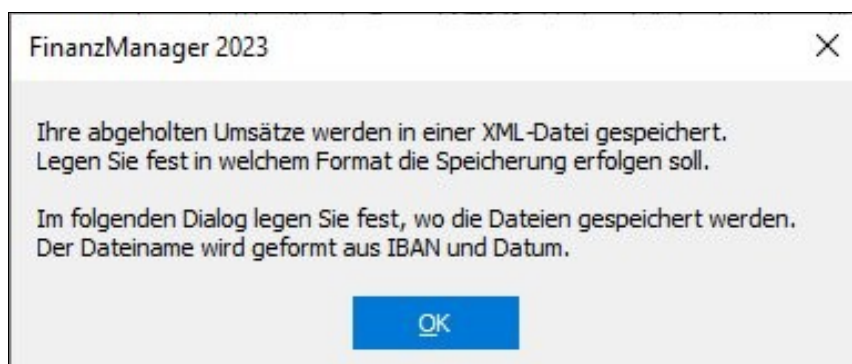 FinanzManager 2023
Ihre abgeholten Umsätze werden in einer XML-Datei gespeichert.
Legen Sie fest in welchem Format die Speicherung erfolgen soll.
Im folgenden Dialog legen Sie fest, wo die Dateien gespeichert werden.
Der Dateiname wird geformt aus IBAN und Datum.
OK